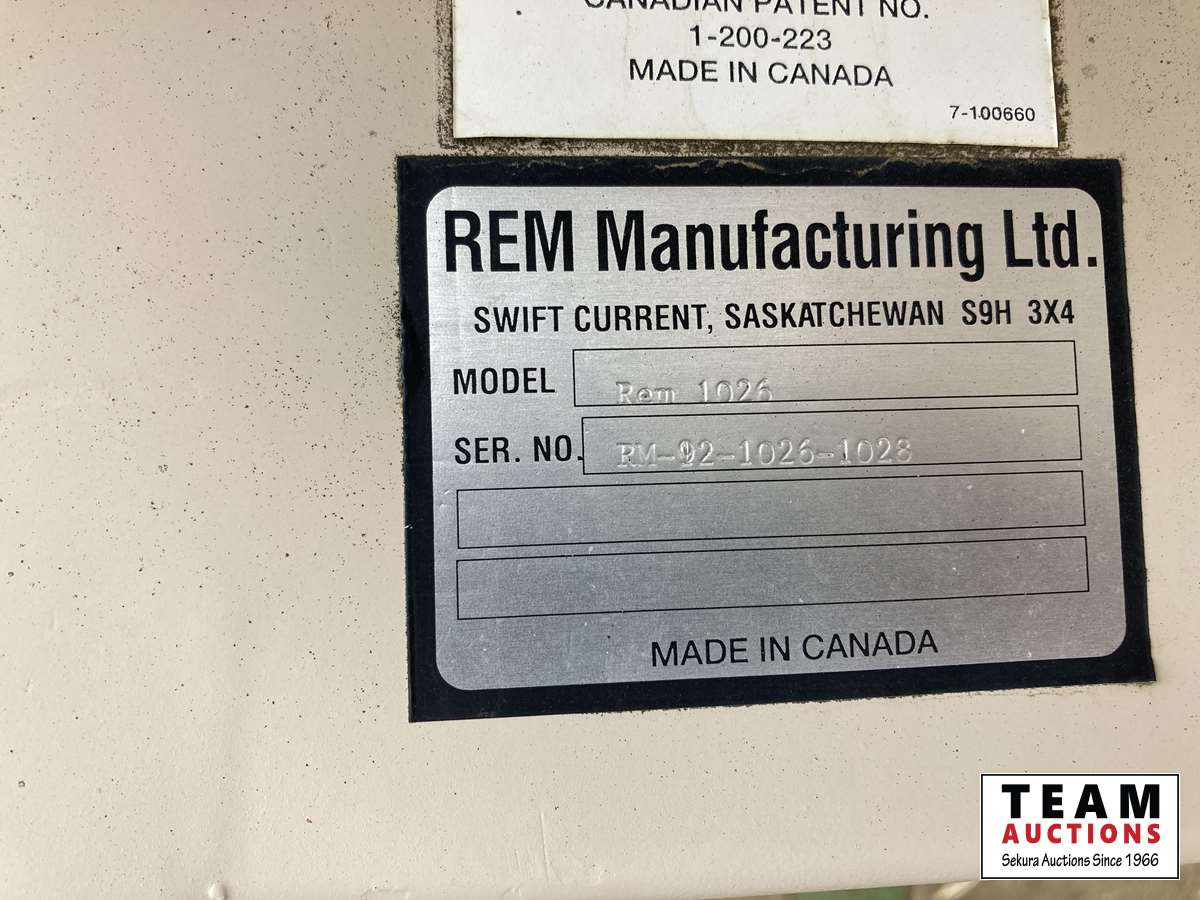 CANADIAN PATENT NO.
1-200-223
MADE IN CANADA
7-100660
REM Manufacturing Ltd.
SWIFT CURRENT, SASKATCHEWAN S9H 3X4
MODEL Rem 1026
SER. NO. RM-92-1026-1028
MADE IN CANADA
TEAM
AUCTIONS
Sekura Auctions Since 1966